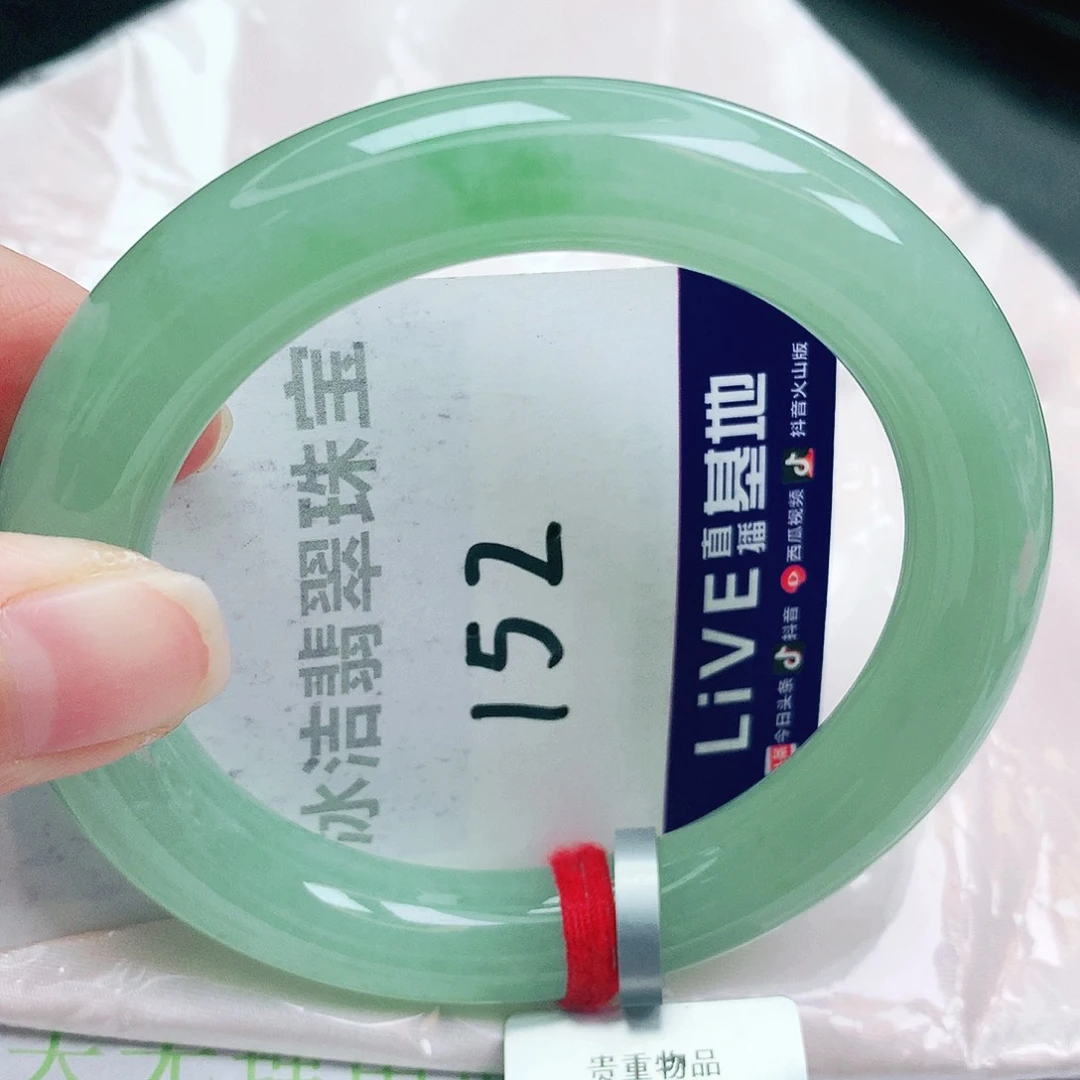 冰洁翡翠珠宝
152
LiVE直播基地
今日头条 抖音 西瓜视频 抖音火山版
贵重物品